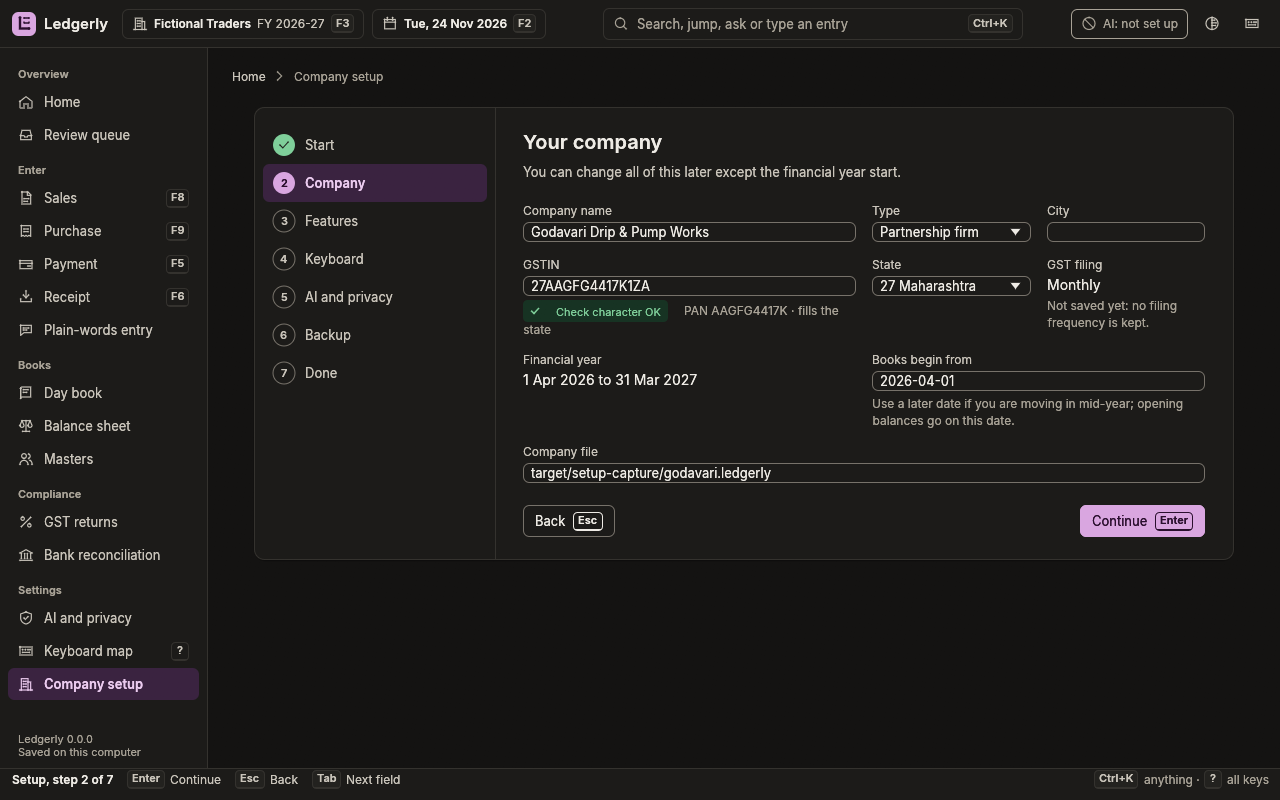 Ledgerly
Fictional Traders FY 2026-27 F3
Tue, 24 Nov 2026 F2
Search, jump, ask or type an entry Ctrl+K
AI: not set up
Overview
Home
Review queue
Enter
Sales F8
Purchase F9
Payment F5
Receipt F6
Plain-words entry
Books
Day book
Balance sheet
Masters
Compliance
GST returns
Bank reconciliation
Settings
AI and privacy
Keyboard map ?
Company setup
Ledgerly 0.0.0
Saved on this computer
Home Company setup
Start
2 Company
3 Features
4 Keyboard
5 AI and privacy
6 Backup
7 Done
Your company
You can change all of this later except the financial year start.
Company name
Godavari Drip & Pump Works
Type
Partnership firm
City
GSTIN
27AAGFG4417K1ZA
Check character OK PAN AAGFG4417K · fills the
state
State
27 Maharashtra
GST filing
Monthly
Not saved yet: no filing
frequency is kept.
Financial year
1 Apr 2026 to 31 Mar 2027
Books begin from
2026-04-01
Use a later date if you are moving in mid-year; opening
balances go on this date.
Company file
target/setup-capture/godavari.ledgerly
Back Esc
Continue Enter
Setup, step 2 of 7 Enter Continue Esc Back Tab Next field
Ctrl+K anything · ? all keys